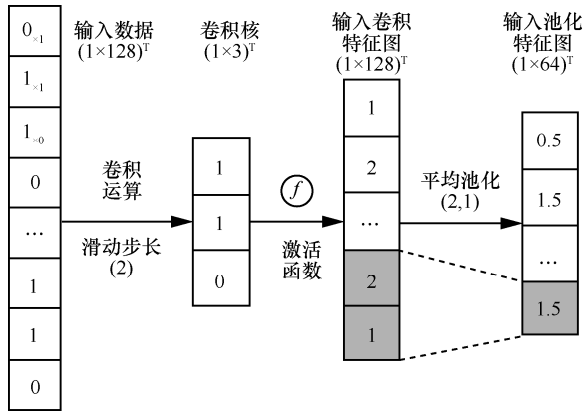 输入数据
(1×128)ᵀ
0×1
1×1
1×0
0
...
1
1
0
卷积
运算
滑动步长
(2)
卷积核
(1×3)ᵀ
1
1
0
f
激活
函数
输入卷积
特征图
(1×128)ᵀ
1
2
...
2
1
平均池化
(2,1)
输入池化
特征图
(1×64)ᵀ
0.5
1.5
...
1.5